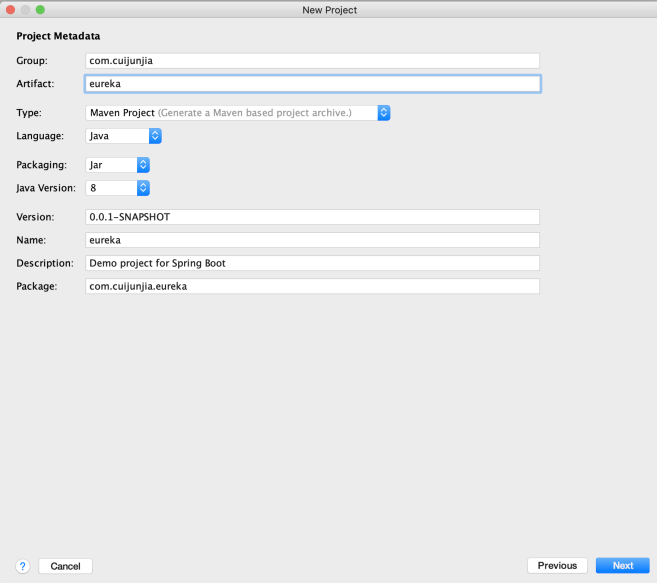 New Project
Project Metadata
Group: com.cuijunjia
Artifact: eureka
Type: Maven Project (Generate a Maven based project archive.)
Language: Java
Packaging: Jar
Java Version: 8
Version: 0.0.1-SNAPSHOT
Name: eureka
Description: Demo project for Spring Boot
Package: com.cuijunjia.eureka
? Cancel Previous Next